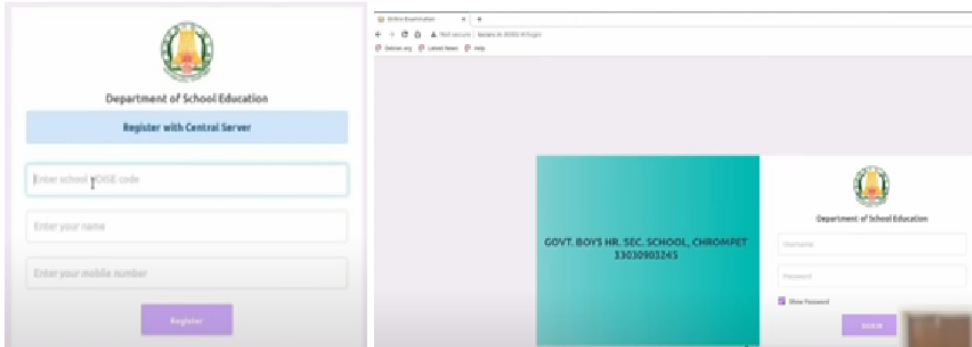 Department of School Education
Register with Central Server
Enter school UDISE code
Enter your name
Enter your mobile number
Register
Online Examination
Not secure
Debian.org Latest News Help
GOVT. BOYS HR. SEC. SCHOOL, CHROMPET
33030903245
Department of School Education
Username
Password
Show Password
SIGN IN